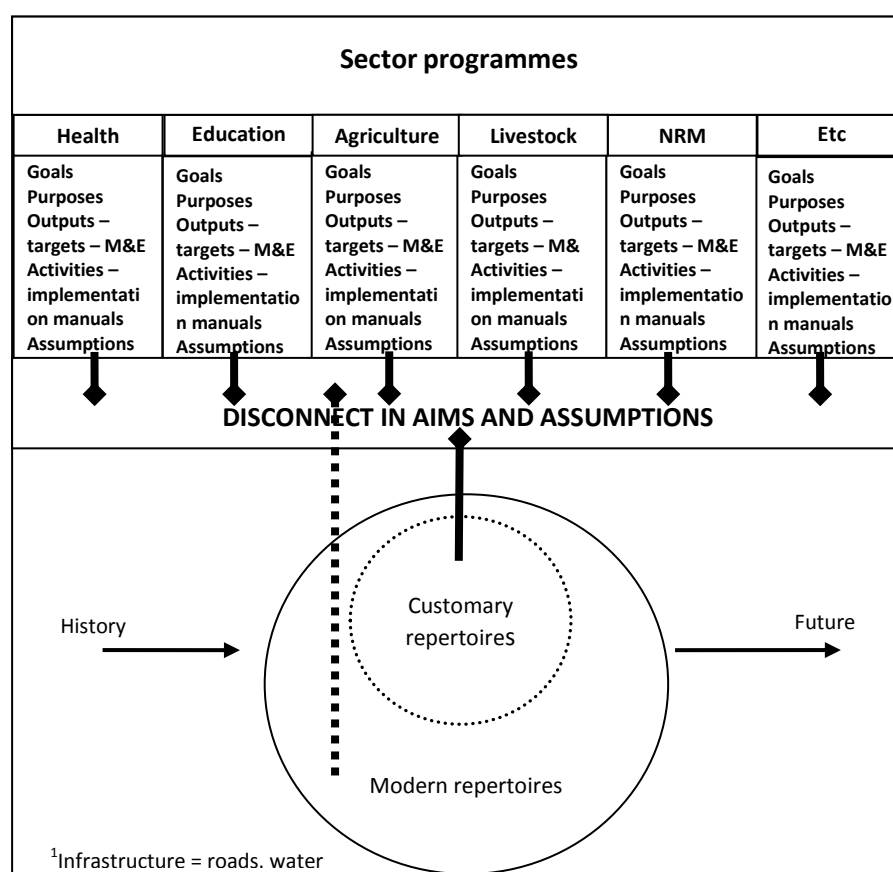 Sector programmes
Health
Education
Agriculture
Livestock
NRM
Etc
Goals
Purposes
Outputs –
targets – M&E
Activities –
implementati
on manuals
Assumptions
Goals
Purposes
Outputs –
targets – M&E
Activities –
implementatio
n manuals
Assumptions
Goals
Purposes
Outputs –
targets – M&E
Activities –
implementati
on manuals
Assumptions
Goals
Purposes
Outputs –
targets – M&
Activities –
implementati
on manuals
Assumptions
Goals
Purposes
Outputs –
targets – M&E
Activities –
implementatio
n manuals
Assumptions
Goals
Purposes
Outputs –
targets – M&E
Activities –
implementatio
n manuals
Assumptions
DISCONNECT IN AIMS AND ASSUMPTIONS
History
Customary
repertoires
Future
Modern repertoires
1Infrastructure = roads. water